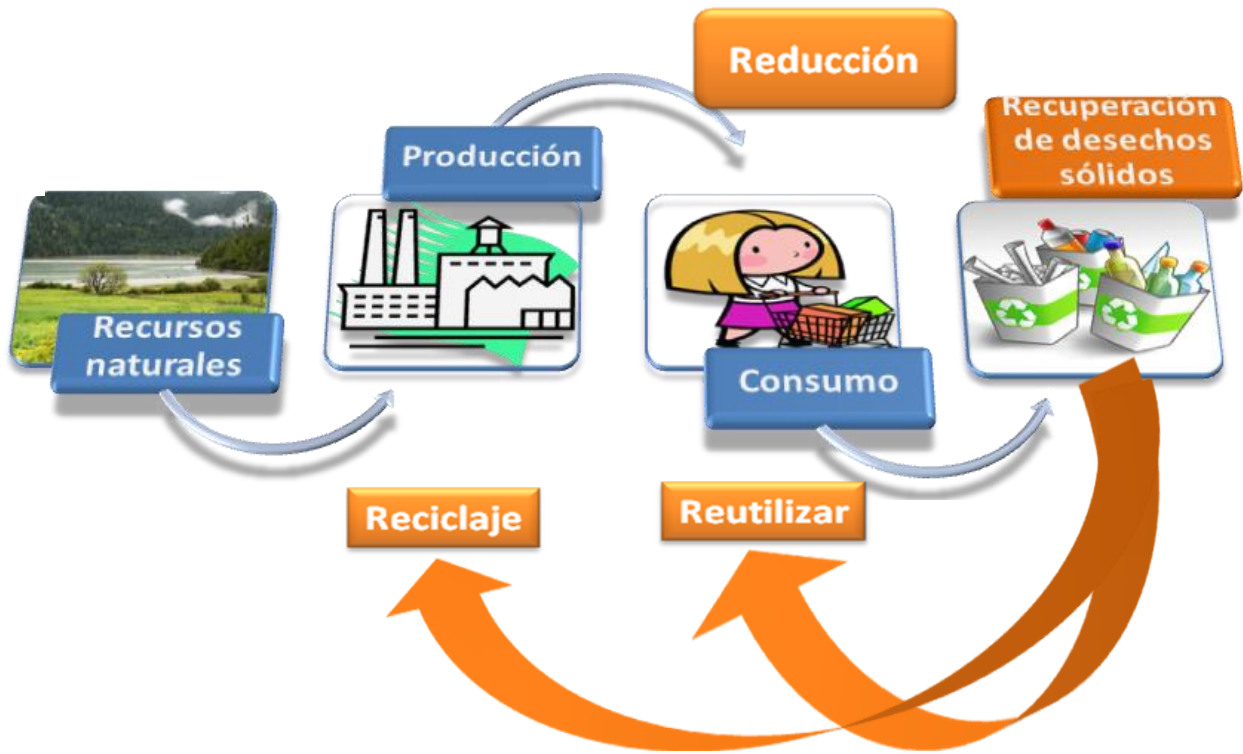 Reducción
Recuperación
de desechos
sólidos
Producción
Recursos
naturales
Consumo
Reciclaje
Reutilizar